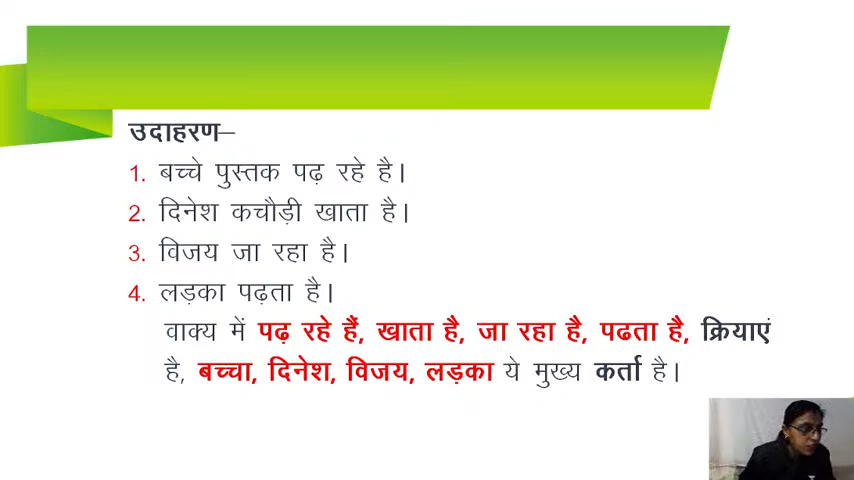 उदाहरण–
1. बच्चे पुस्तक पढ़ रहे है।
2. दिनेश कचौड़ी खाता है।
3. विजय जा रहा है।
4. लड़का पढ़ता है।
वाक्य में पढ़ रहे हैं, खाता है, जा रहा है, पढता है, क्रियाएं
है, बच्चा, दिनेश, विजय, लड़का ये मुख्य कर्ता है।